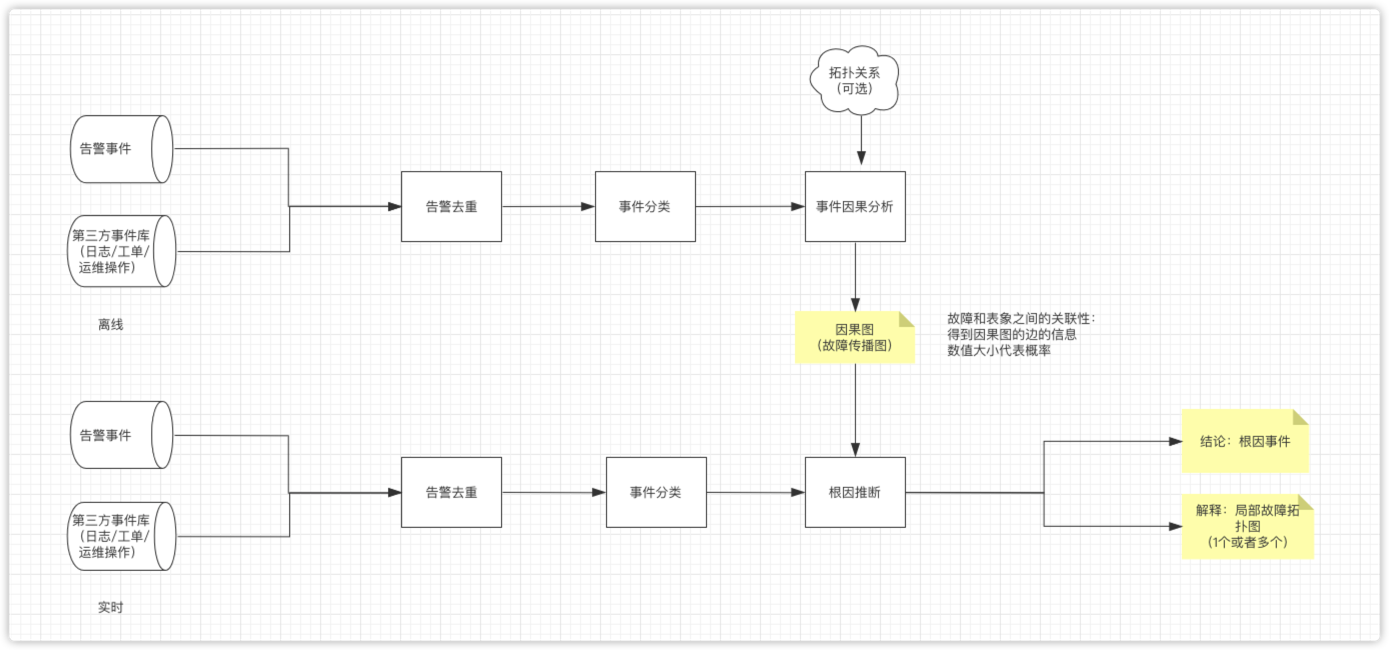 拓扑关系
（可选）
告警事件
告警去重
事件分类
事件因果分析
第三方事件库
（日志/工单/
运维操作）
离线
因果图
（故障传播图）
故障和表象之间的关联性：
得到因果图的边的信息
数值大小代表概率
告警事件
告警去重
事件分类
根因推断
第三方事件库
（日志/工单/
运维操作）
实时
结论：根因事件
解释：局部故障拓
扑图
（1个或者多个）